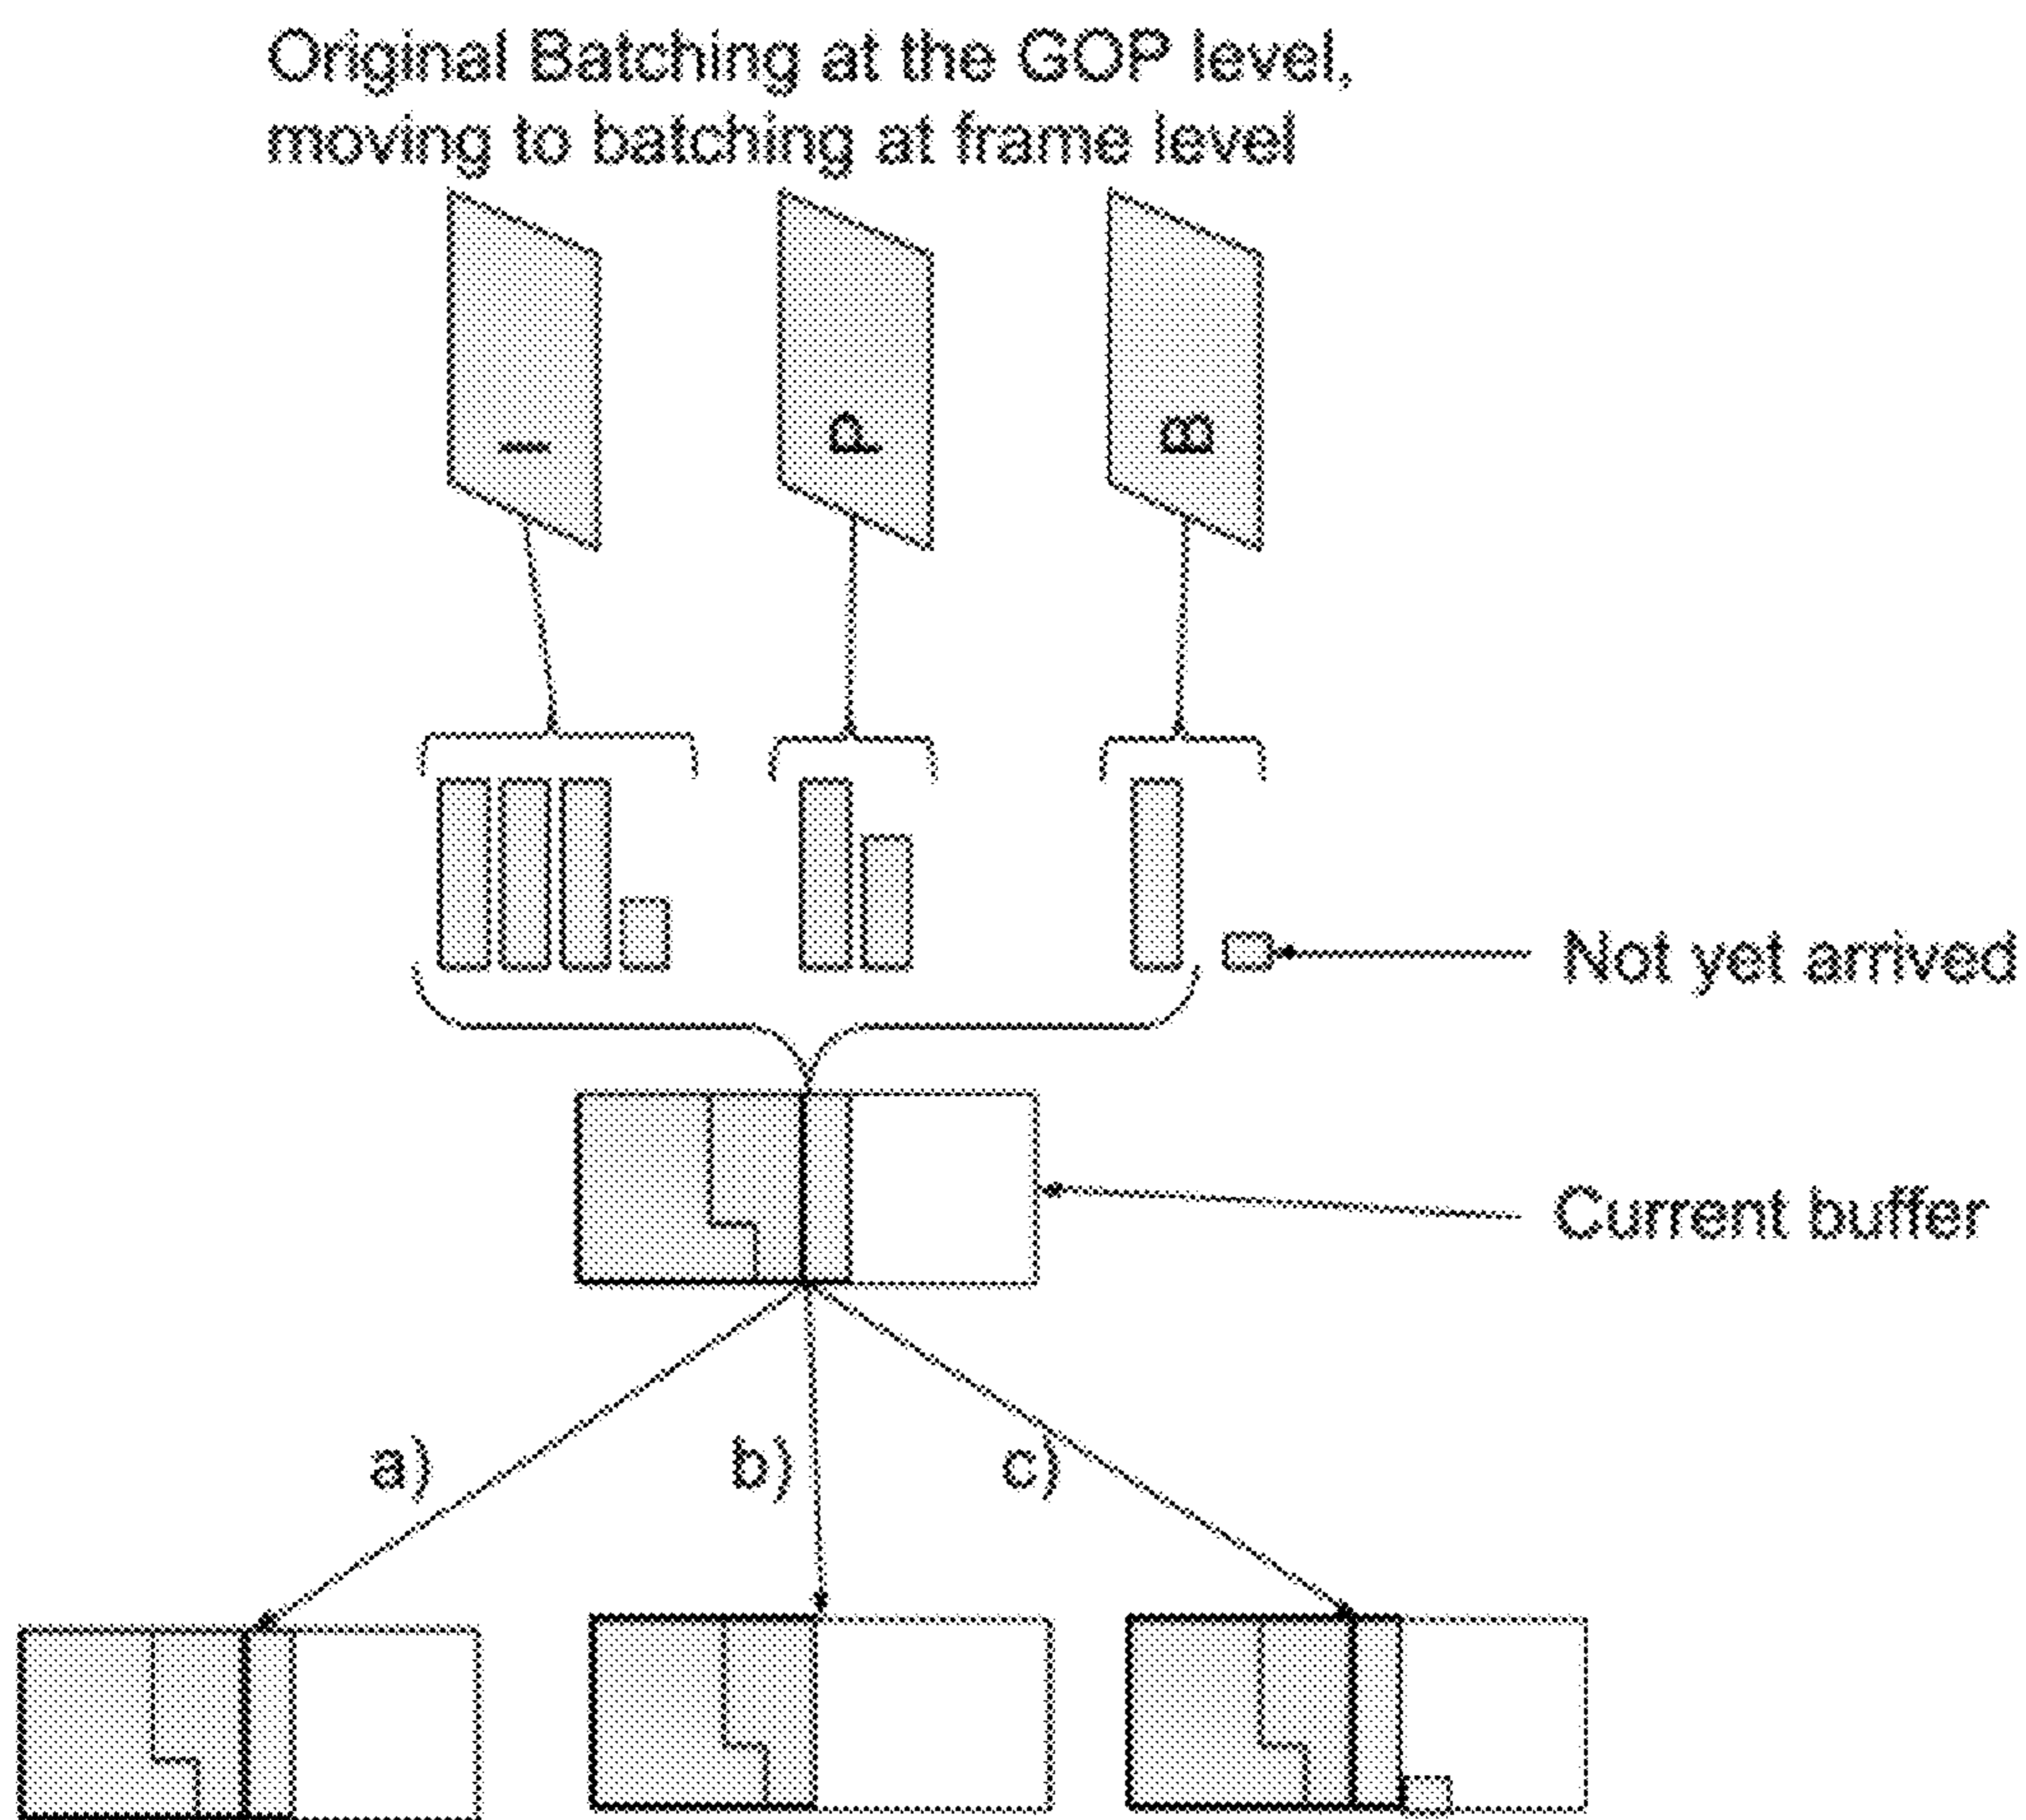 Original Batching at the GOP level,
moving to batching at frame level
I
P
B
Not yet arrived
Current buffer
a)
b)
c)